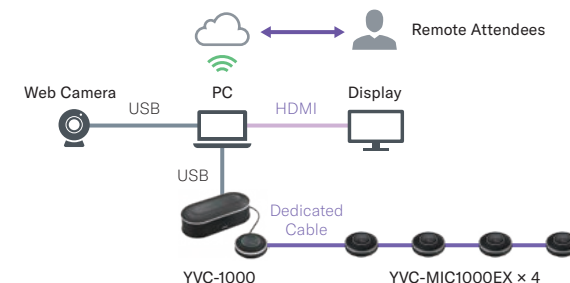 Remote Attendees
Web Camera
PC
Display
USB
HDMI
USB
Dedicated
Cable
YVC-1000
YVC-MIC1000EX × 4